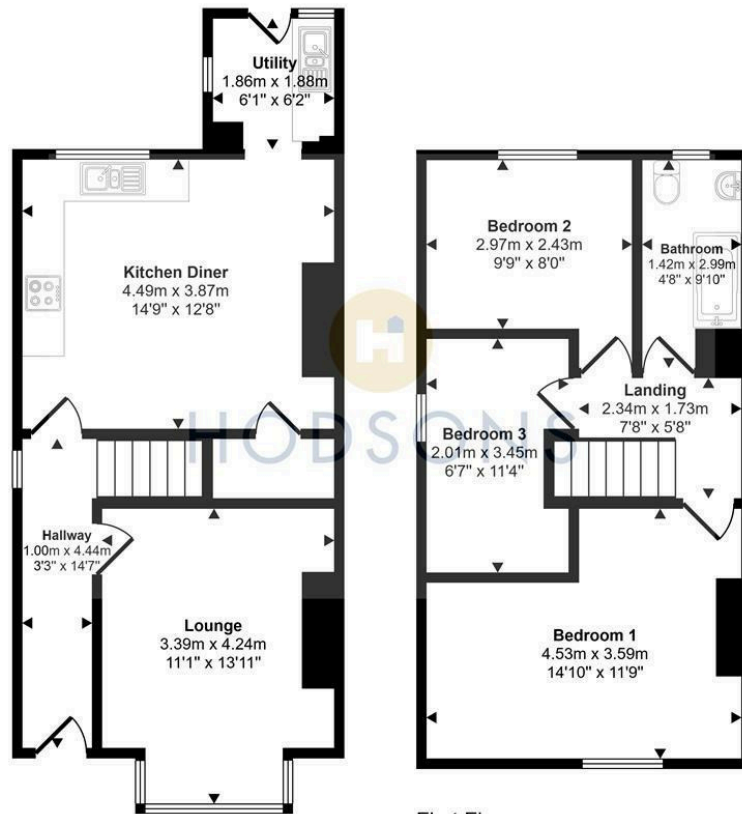 Utility
1.86m x 1.88m
6'1" x 6'2"
Kitchen Diner
4.49m x 3.87m
14'9" x 12'8"
Hallway
1.00m x 4.44m
3'3" x 14'7"
Lounge
3.39m x 4.24m
11'1" x 13'11"
Bedroom 2
2.97m x 2.43m
9'9" x 8'0"
Bathroom
1.42m x 2.99m
4'8" x 9'10"
Landing
2.34m x 1.73m
7'8" x 5'8"
Bedroom 3
2.01m x 3.45m
6'7" x 11'4"
Bedroom 1
4.53m x 3.59m
14'10" x 11'9"
H
HODSONS